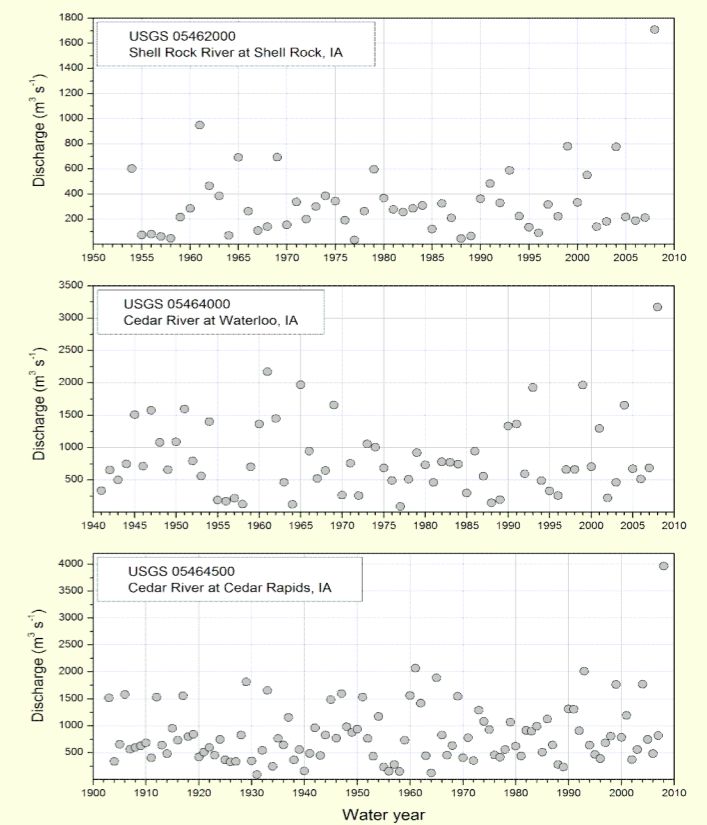 1800
1600
1400
1200
1000
800
600
400
200
Discharge (m³ s⁻¹)
USGS 05462000
Shell Rock River at Shell Rock, IA
1950 1955 1960 1965 1970 1975 1980 1985 1990 1995 2000 2005 2010
3500
3000
2500
2000
1500
1000
500
Discharge (m³ s⁻¹)
USGS 05464000
Cedar River at Waterloo, IA
1940 1945 1950 1955 1960 1965 1970 1975 1980 1985 1990 1995 2000 2005 2010
4000
3500
3000
2500
2000
1500
1000
500
Discharge (m³ s⁻¹)
USGS 05464500
Cedar River at Cedar Rapids, IA
1900 1910 1920 1930 1940 1950 1960 1970 1980 1990 2000 2010
Water year